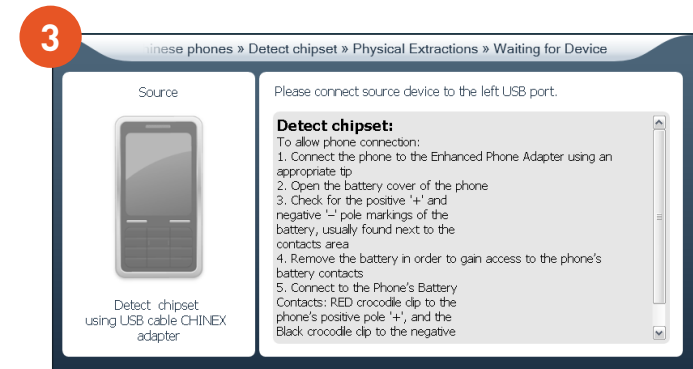 3
inese phones » Detect chipset » Physical Extractions » Waiting for Device
Source
Detect chipset
using USB cable CHINEX
adapter
Please connect source device to the left USB port.
Detect chipset:
To allow phone connection:
1. Connect the phone to the Enhanced Phone Adapter using an
appropriate tip
2. Open the battery cover of the phone
3. Check for the positive '+' and
negative '–' pole markings of the
battery, usually found next to the
contacts area
4. Remove the battery in order to gain access to the phone's
battery contacts
5. Connect to the Phone's Battery
Contacts: RED crocodile clip to the
phone's positive pole '+', and the
Black crocodile clip to the negative